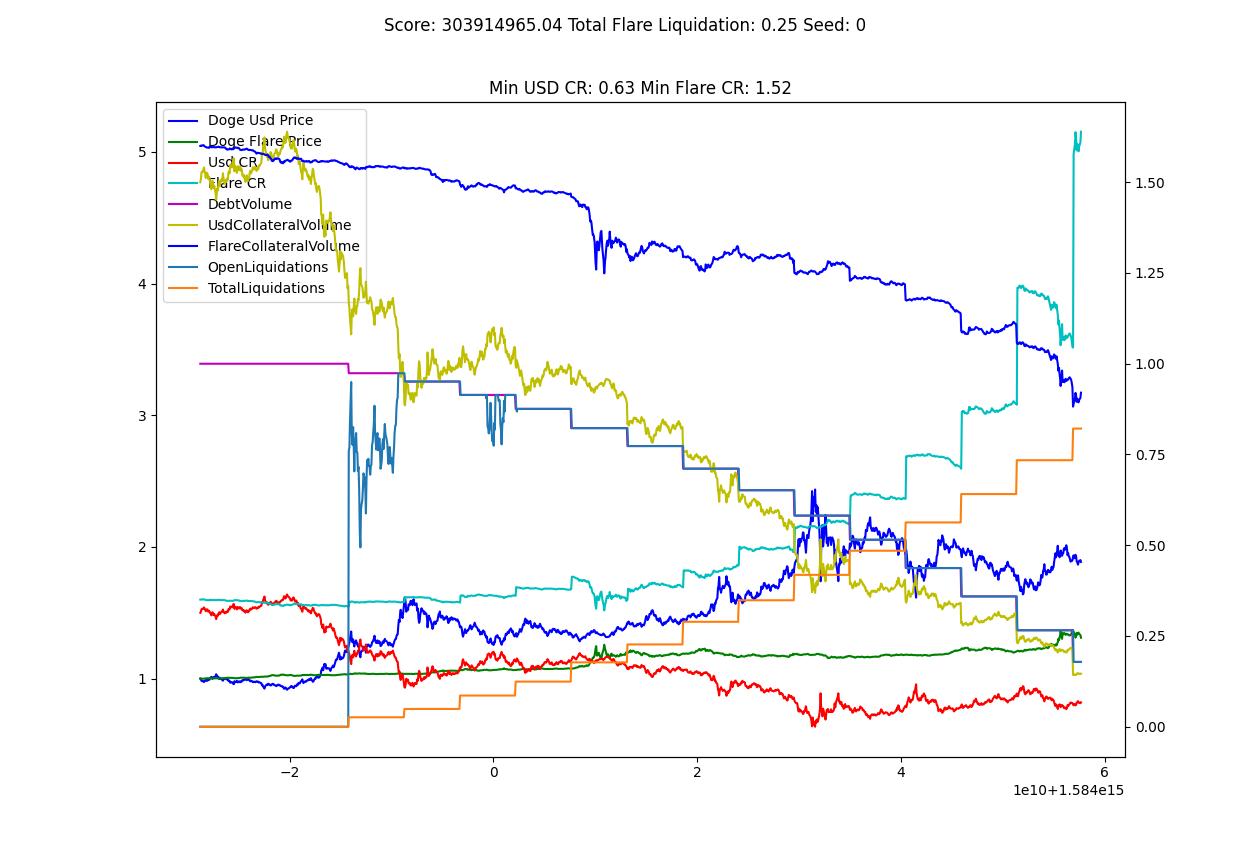 Score: 303914965.04 Total Flare Liquidation: 0.25 Seed: 0
Min USD CR: 0.63 Min Flare CR: 1.52
Doge Usd Price
Doge Flare Price
Usd CR
Flare CR
DebtVolume
UsdCollateralVolume
FlareCollateralVolume
OpenLiquidations
TotalLiquidations
5
4
3
2
1
1.50
1.25
1.00
0.75
0.50
0.25
0.00
−2
0
2
4
6
1e10+1.584e15